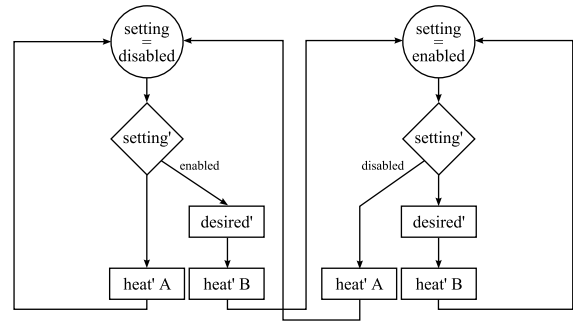 setting
=
disabled
setting
=
enabled
setting'
setting'
enabled
disabled
desired'
desired'
heat' A
heat' B
heat' A
heat' B